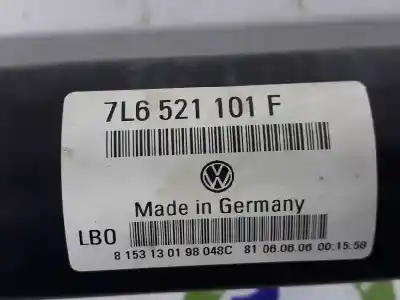 7L6 521 101 F
Made in Germany
LBO
8 153 13 01 98 048C 81 06.06.06 00:15:58